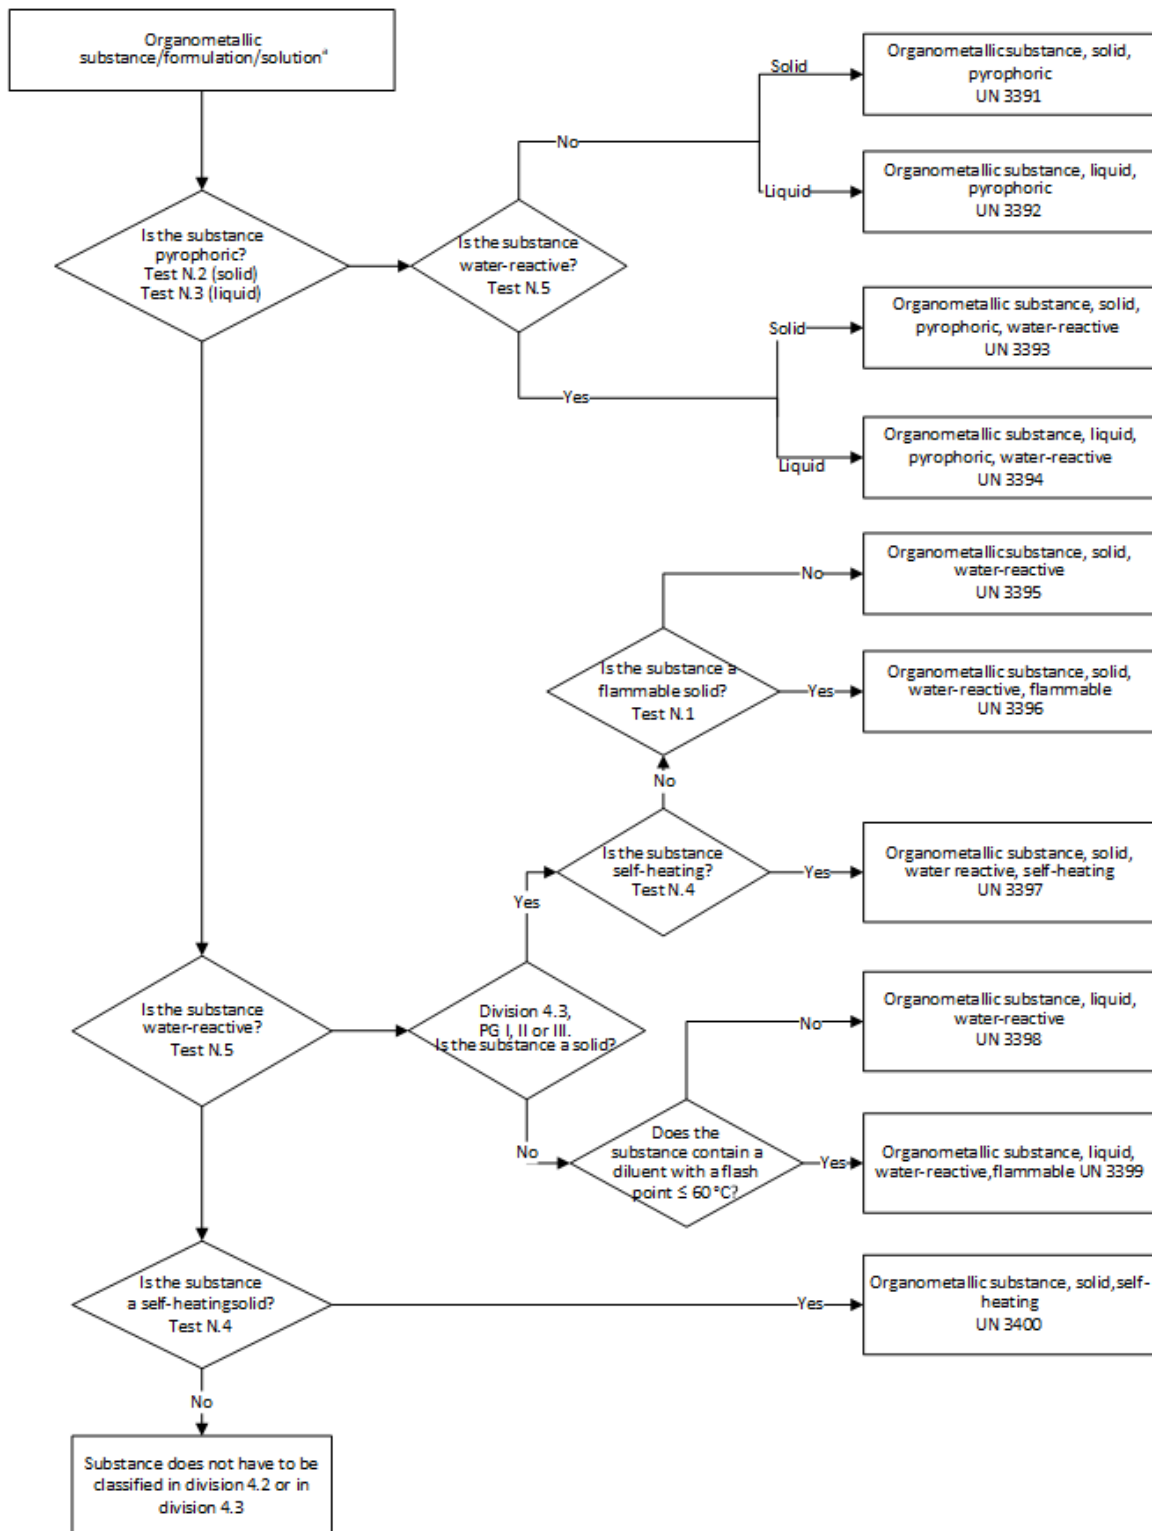 Organometallic
substance/formulation/solutionᵃ
Solid
Organometallicsubstance, solid,
pyrophoric
UN 3391
No
Liquid
Organometallic substance, liquid,
pyrophoric
UN 3392
Is the substance
pyrophoric?
Test N.2 (solid)
Test N.3 (liquid)
Is the substance
water-reactive?
Test N.5
Solid
Organometallic substance, solid,
pyrophoric, water-reactive
UN 3393
Yes
Liquid
Organometallic substance, liquid,
pyrophoric, water-reactive
UN 3394
No
Organometallicsubstance, solid,
water-reactive
UN 3395
Is the substance a
flammable solid?
Test N.1
Yes
Organometallic substance, solid,
water-reactive, flammable
UN 3396
No
Is the substance
self-heating?
Test N.4
Yes
Organometallic substance, solid,
water reactive, self-heating
UN 3397
Yes
Is the substance
water-reactive?
Test N.5
Division 4.3,
PG I, II or III.
Is the substance a solid?
No
Organometallic substance, liquid,
water-reactive
UN 3398
No
Does the
substance contain a
diluent with a flash
point ≤ 60°C?
Yes
Organometallic substance, liquid,
water-reactive,flammable UN 3399
Is the substance
a self-heatingsolid?
Test N.4
Yes
Organometallic substance, solid,self-
heating
UN 3400
No
Substance does not have to be
classified in division 4.2 or in
division 4.3